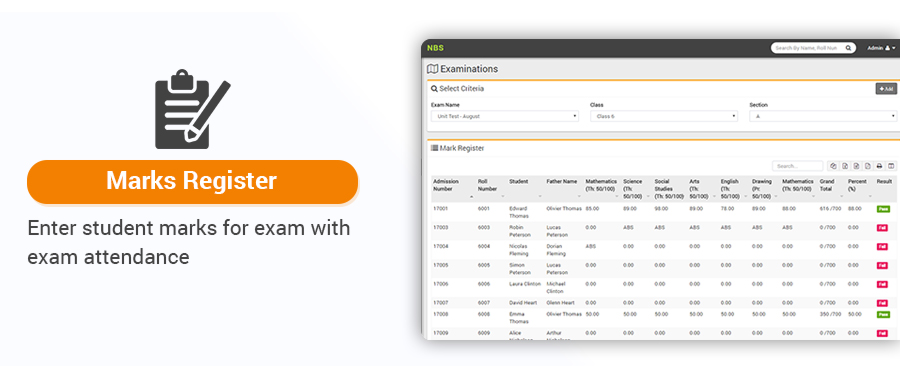 NBS
Search By Name, Roll Num
Admin
Examinations
Select Criteria
Add
Exam Name Class Section
Unit Test - August Class 6 A
Mark Register
Search...
Admission Roll Student Father Name Mathematics Science Social Arts English Drawing Mathematics Grand Percent Result
Number Number (Th: 50/100) (Th: Studies (Th: (Th: (Pr: (Th: 50/100) Total (%)
50/100) (Th: 50/100) 50/100) 50/100) 50/100)
17001 6001 Edward Olivier Thomas 85.00 89.00 98.00 89.00 78.00 89.00 88.00 616 /700 88.00 Pass
Thomas
17003 6003 Robin Lucas 0.00 ABS ABS ABS ABS ABS ABS 0 /700 0.00 Fail
Peterson Peterson
17004 6004 Nicolas Dorian ABS 0.00 0.00 0.00 0.00 0.00 0.00 0 /700 0.00 Fail
Fleming Fleming
17005 6005 Simon Lucas 0.00 0.00 0.00 0.00 0.00 0.00 0.00 0 /700 0.00 Fail
Peterson Peterson
17006 6006 Laura Clinton Michael 0.00 0.00 0.00 0.00 0.00 0.00 0.00 0 /700 0.00 Fail
Clinton
17007 6007 David Heart Glenn Heart 0.00 0.00 0.00 0.00 0.00 0.00 0.00 0 /700 0.00 Fail
17008 6008 Emma Olivier Thomas 50.00 50.00 50.00 50.00 50.00 50.00 50.00 350 /700 50.00 Pass
Thomas
17009 6009 Alice Arthur 0.00 0.00 0.00 0.00 0.00 0.00 0.00 0 /700 0.00 Fail
Marks Register
Enter student marks for exam with
exam attendance